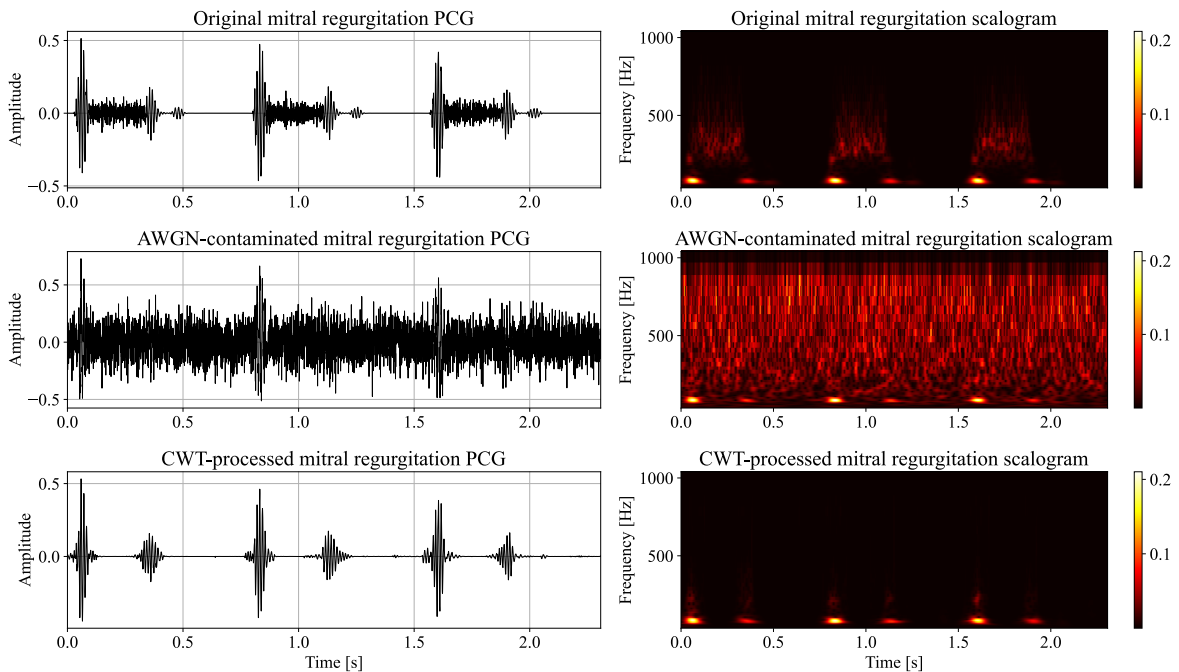 Original mitral regurgitation PCG
Original mitral regurgitation scalogram
Amplitude
0.5
0.0
−0.5
0.0 0.5 1.0 1.5 2.0
Frequency [Hz]
1000
500
0.0 0.5 1.0 1.5 2.0
0.2
0.1
AWGN-contaminated mitral regurgitation PCG
AWGN-contaminated mitral regurgitation scalogram
Amplitude
0.5
0.0
−0.5
0.0 0.5 1.0 1.5 2.0
Frequency [Hz]
1000
500
0.0 0.5 1.0 1.5 2.0
0.2
0.1
CWT-processed mitral regurgitation PCG
CWT-processed mitral regurgitation scalogram
Amplitude
0.5
0.0
0.0 0.5 1.0 1.5 2.0
Time [s]
Frequency [Hz]
1000
500
0.0 0.5 1.0 1.5 2.0
Time [s]
0.2
0.1